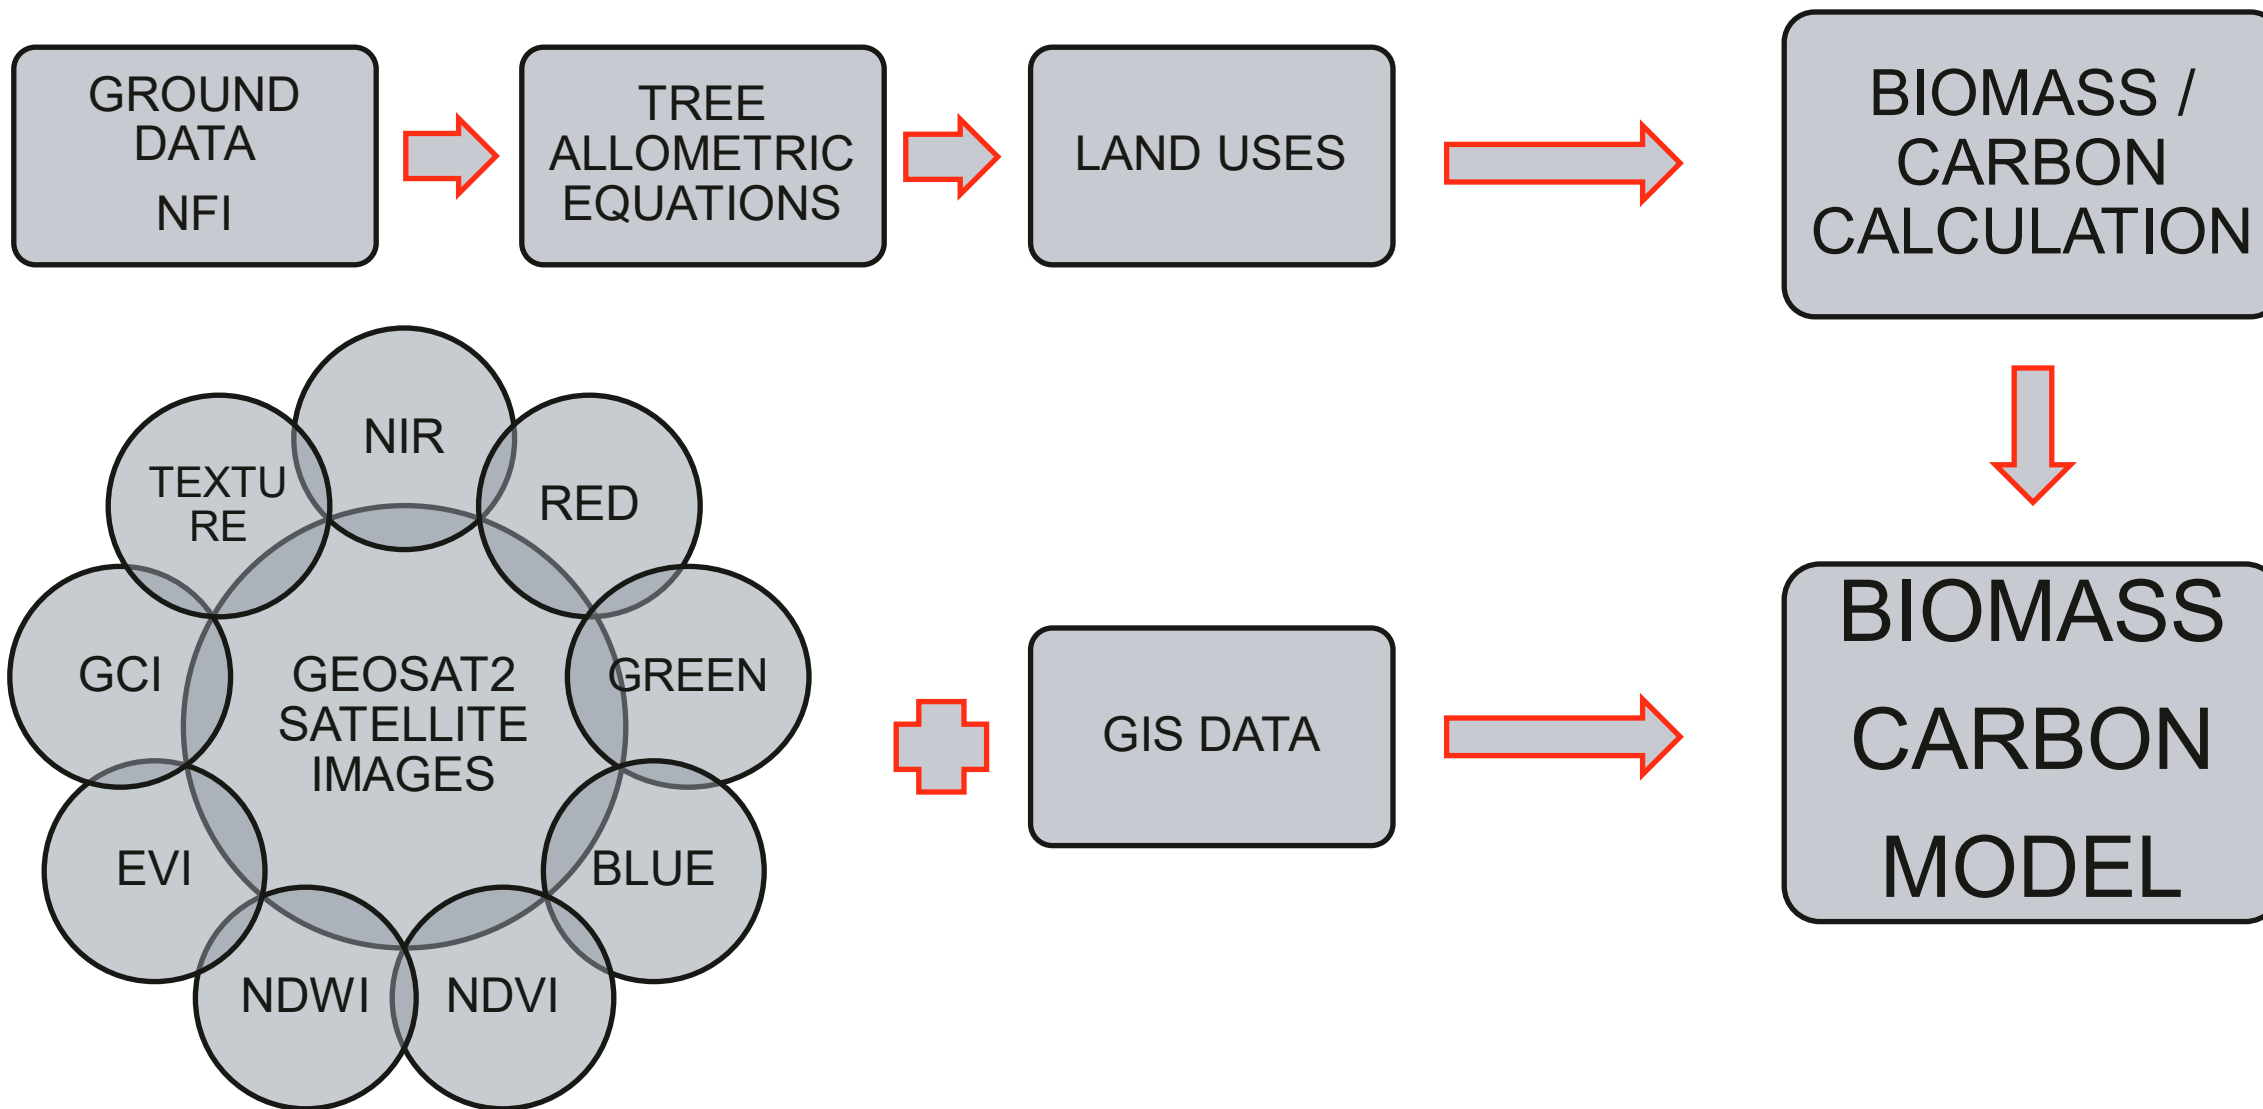 GROUND
DATA
NFI
TREE
ALLOMETRIC
EQUATIONS
LAND USES
BIOMASS /
CARBON
CALCULATION
NIR
TEXTU
RE
RED
GCI
GEOSAT2
SATELLITE
IMAGES
GREEN
EVI
BLUE
NDWI
NDVI
GIS DATA
BIOMASS
CARBON
MODEL